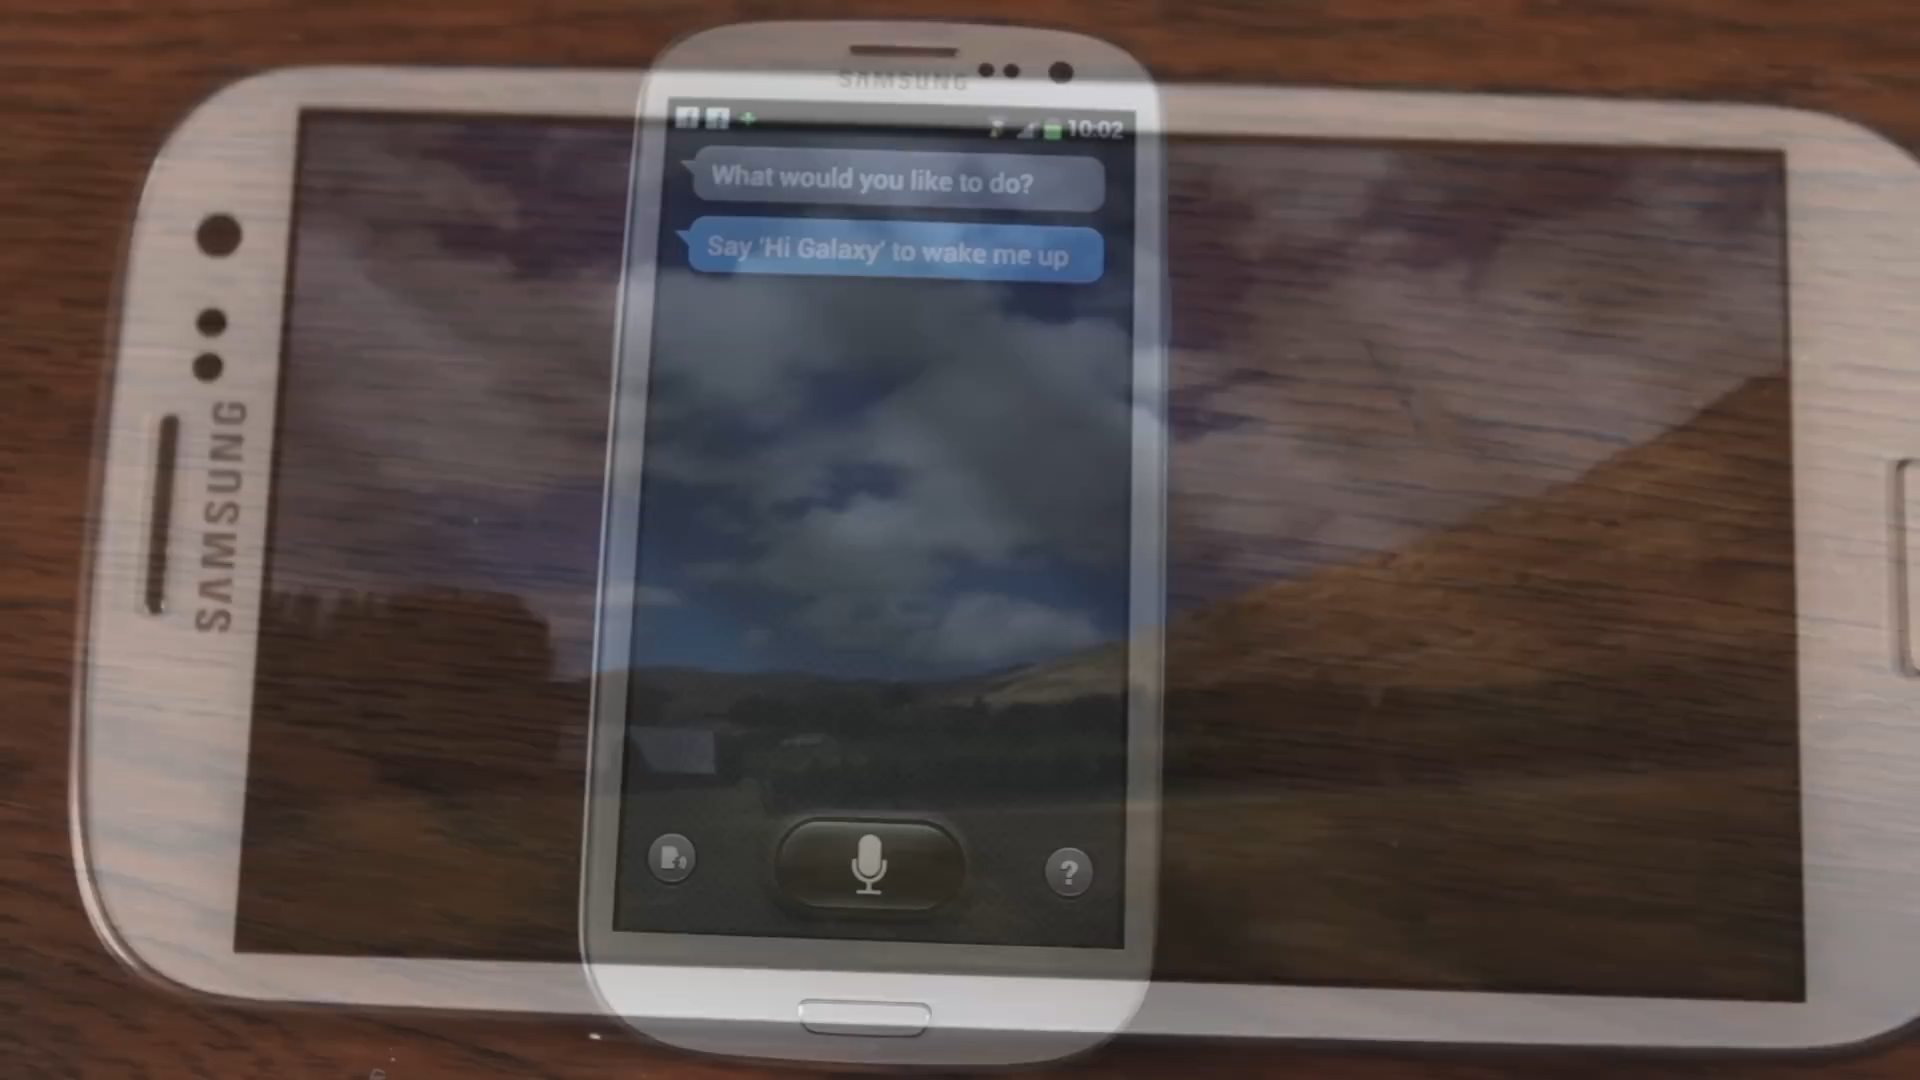 SAMSUNG
10:02
What would you like to do?
Say 'Hi Galaxy' to wake me up
?
SAMSUNG